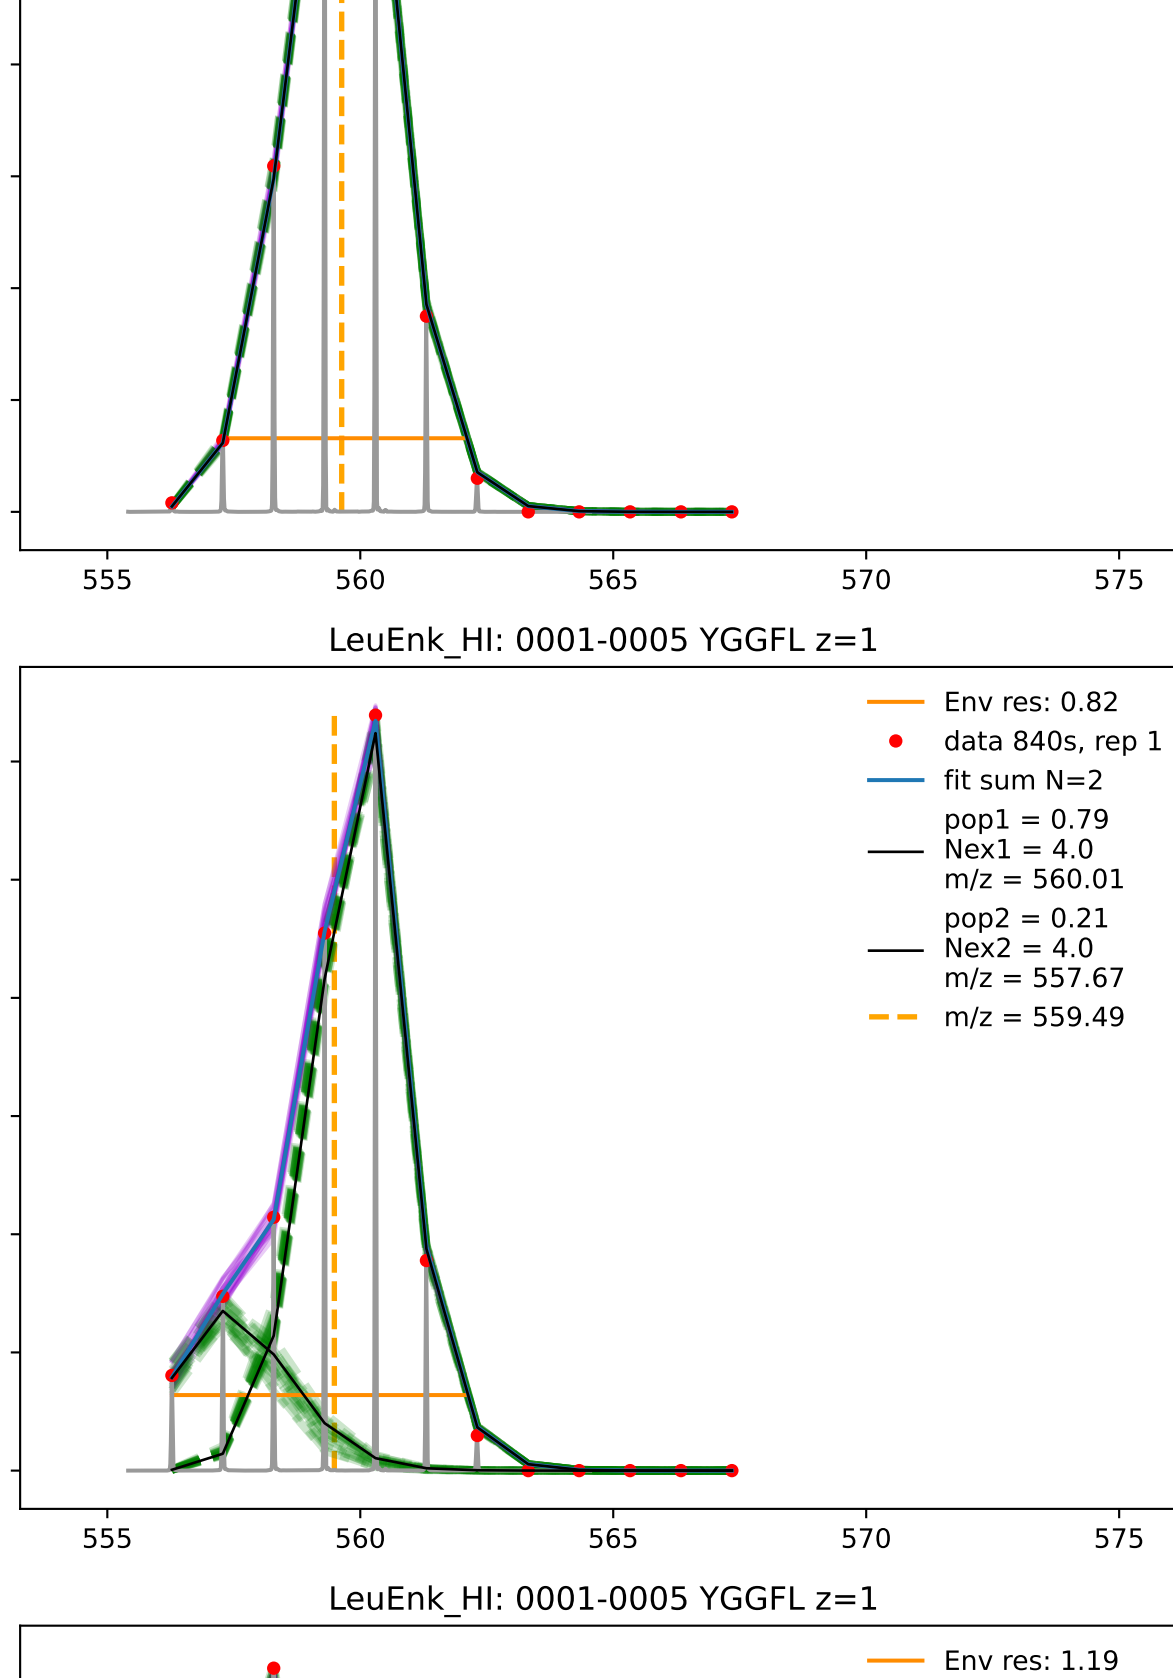 555 560 565 570 575
LeuEnk_HI: 0001-0005 YGGFL z=1
Env res: 0.82
data 840s, rep 1
fit sum N=2
pop1 = 0.79
Nex1 = 4.0
m/z = 560.01
pop2 = 0.21
Nex2 = 4.0
m/z = 557.67
m/z = 559.49
555 560 565 570 575
LeuEnk_HI: 0001-0005 YGGFL z=1
Env res: 1.19